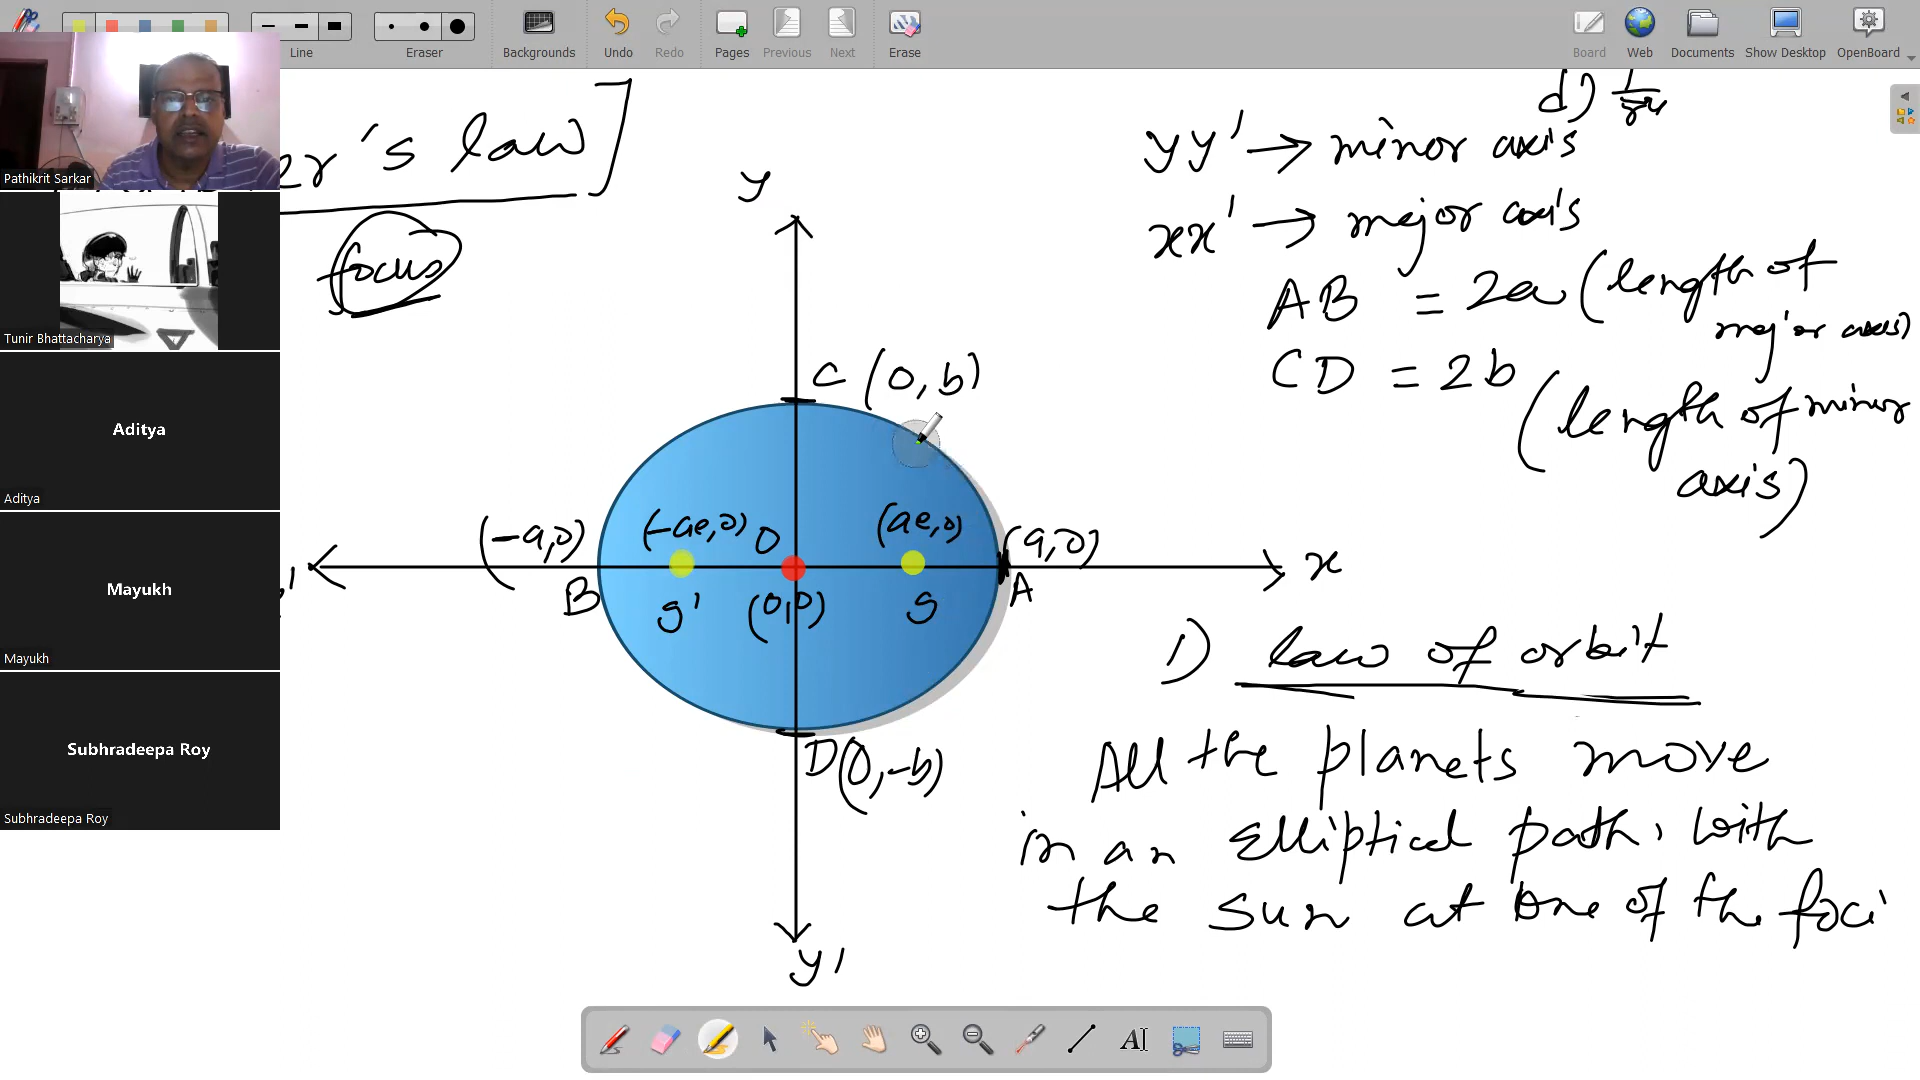 Line
Eraser
Backgrounds
Undo
Redo
Pages
Previous
Next
Erase
Board
Web
Documents
Show Desktop
OpenBoard
Pathikrit Sarkar
Tunir Bhattacharya
Aditya
Aditya
Mayukh
Mayukh
Subhradeepa Roy
Subhradeepa Roy
er's law]
focus
y
C (0, b)
(-a,0)
(-ae,0)
O
(ae,0)
(a,0)
x
B
S'
(0,0)
S
A
D(0,-b)
y'
d)
yy' → minor axis
xx' → major axis
AB = 2a (length of
major axis)
CD = 2b
(length of minor
axis)
1) law of orbit
All the planets move
in an elliptical path, with
the sun at one of the foci
AI